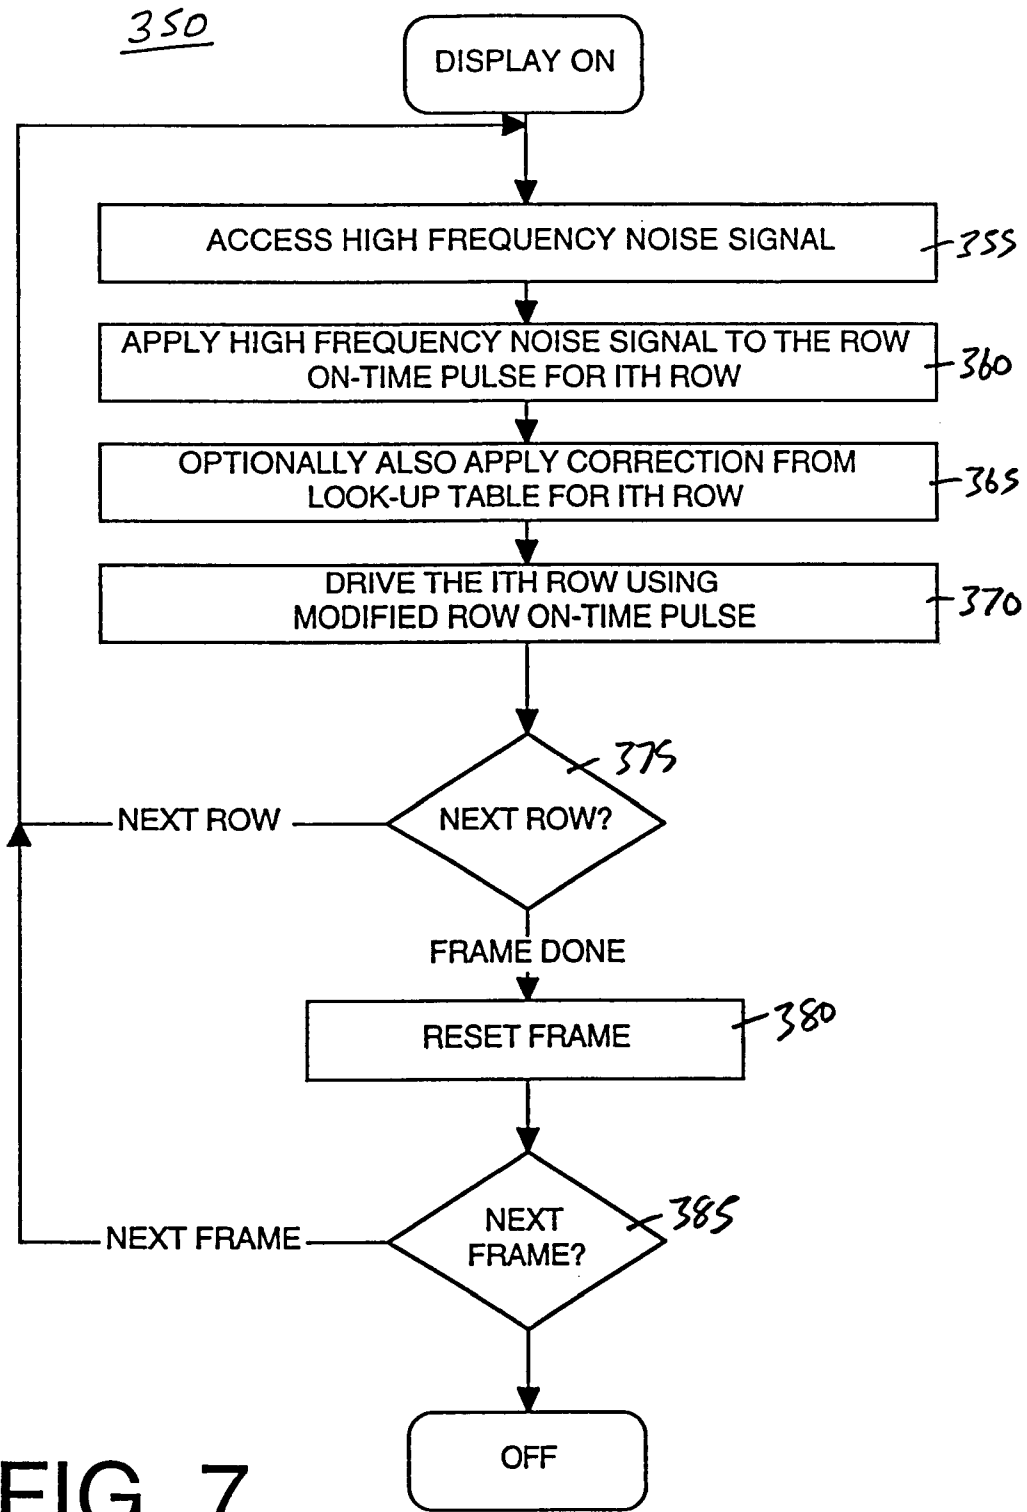 350
DISPLAY ON
ACCESS HIGH FREQUENCY NOISE SIGNAL
355
APPLY HIGH FREQUENCY NOISE SIGNAL TO THE ROW
ON-TIME PULSE FOR ITH ROW
360
OPTIONALLY ALSO APPLY CORRECTION FROM
LOOK-UP TABLE FOR ITH ROW
365
DRIVE THE ITH ROW USING
MODIFIED ROW ON-TIME PULSE
370
375
NEXT ROW
NEXT ROW?
FRAME DONE
RESET FRAME
380
NEXT FRAME
NEXT
FRAME?
385
OFF
FIG. 7